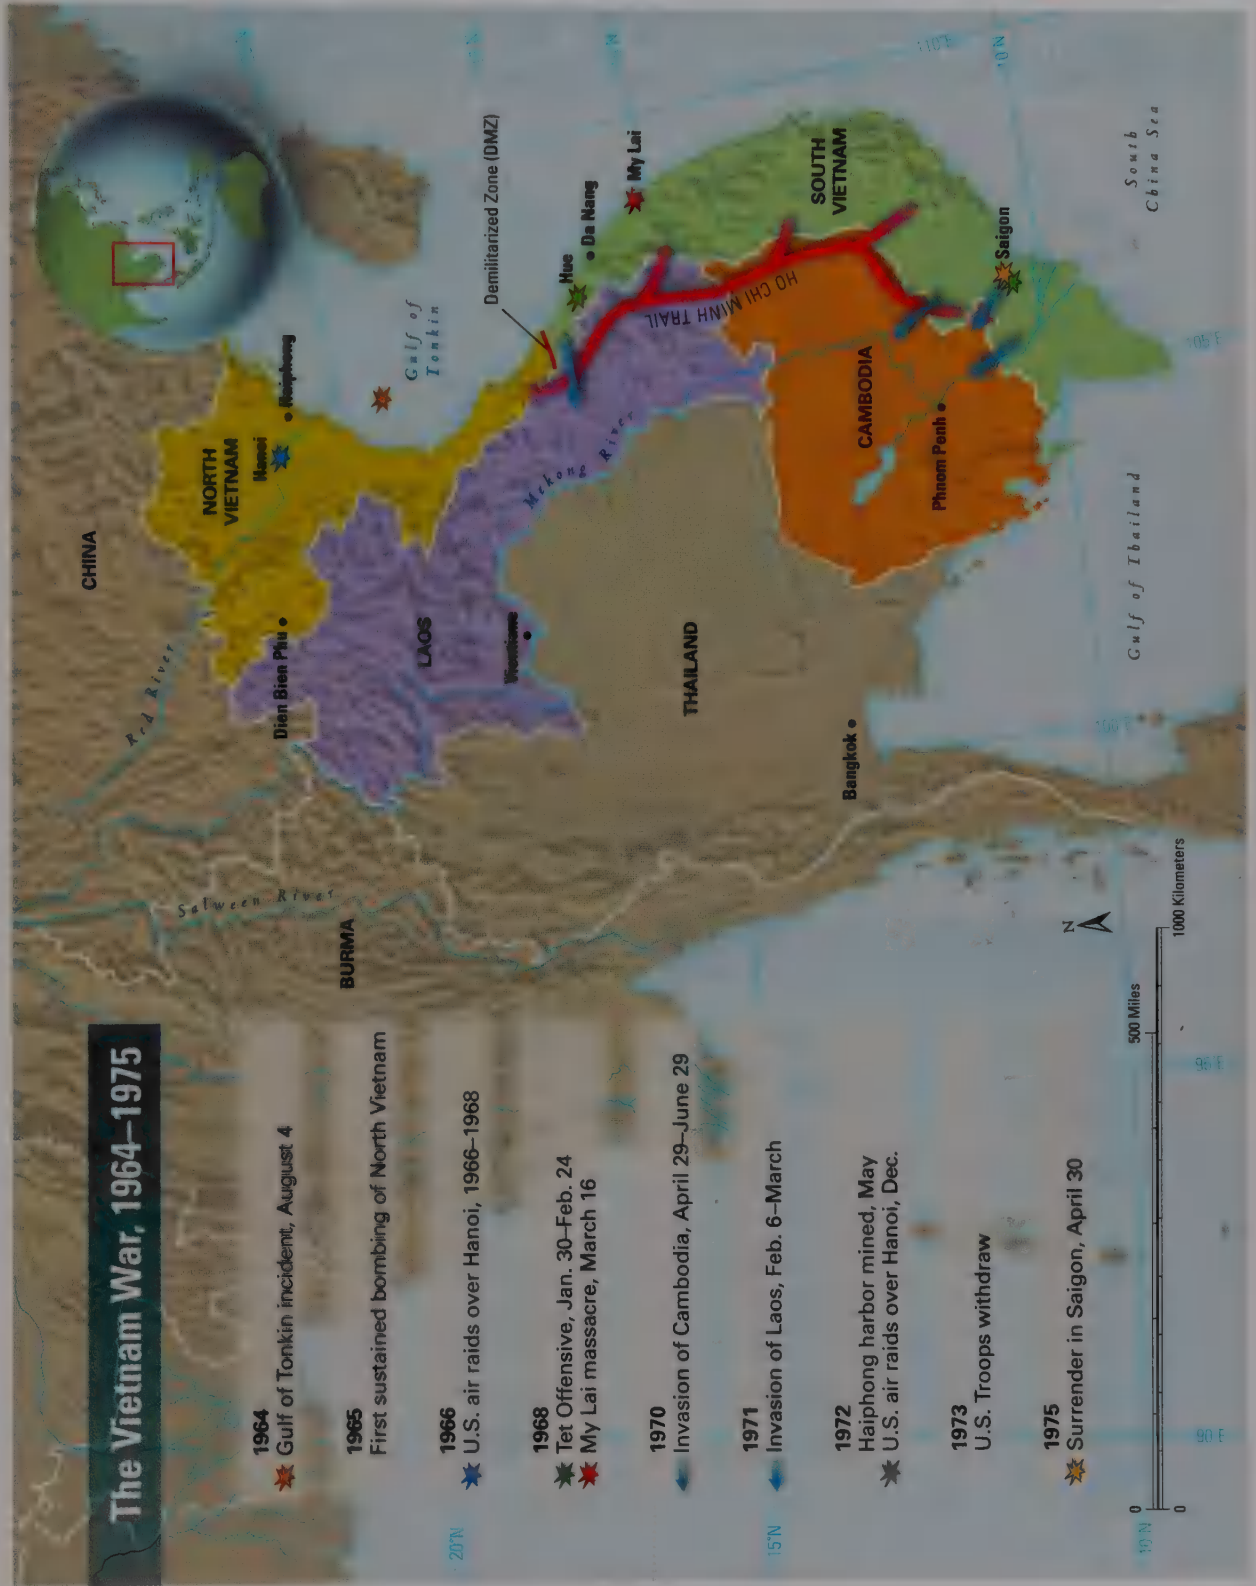 The Vietnam War, 1964–1975
1964
Gulf of Tonkin incident, August 4
1965
First sustained bombing of North Vietnam
1966
U.S. air raids over Hanoi, 1966–1968
1968
Tet Offensive, Jan. 30–Feb. 24
My Lai massacre, March 16
1970
Invasion of Cambodia, April 29–June 29
1971
Invasion of Laos, Feb. 6–March
1972
Haiphong harbor mined, May
U.S. air raids over Hanoi, Dec.
1973
U.S. Troops withdraw
1975
Surrender in Saigon, April 30
0
500 Miles
0
1000 Kilometers
N
20°N
15°N
10°N
90°E
95°E
100°E
105°E
110°E
10°N
CHINA
BURMA
Salween River
Red River
NORTH
VIETNAM
Hanoi
Haiphong
Dien Bien Phu
Gulf of
Tonkin
LAOS
Vientiane
Mekong River
Demilitarized Zone (DMZ)
Hue
Da Nang
My Lai
THAILAND
Bangkok
HO CHI MINH TRAIL
SOUTH
VIETNAM
CAMBODIA
Phnom Penh
Saigon
Gulf of Thailand
South
China Sea